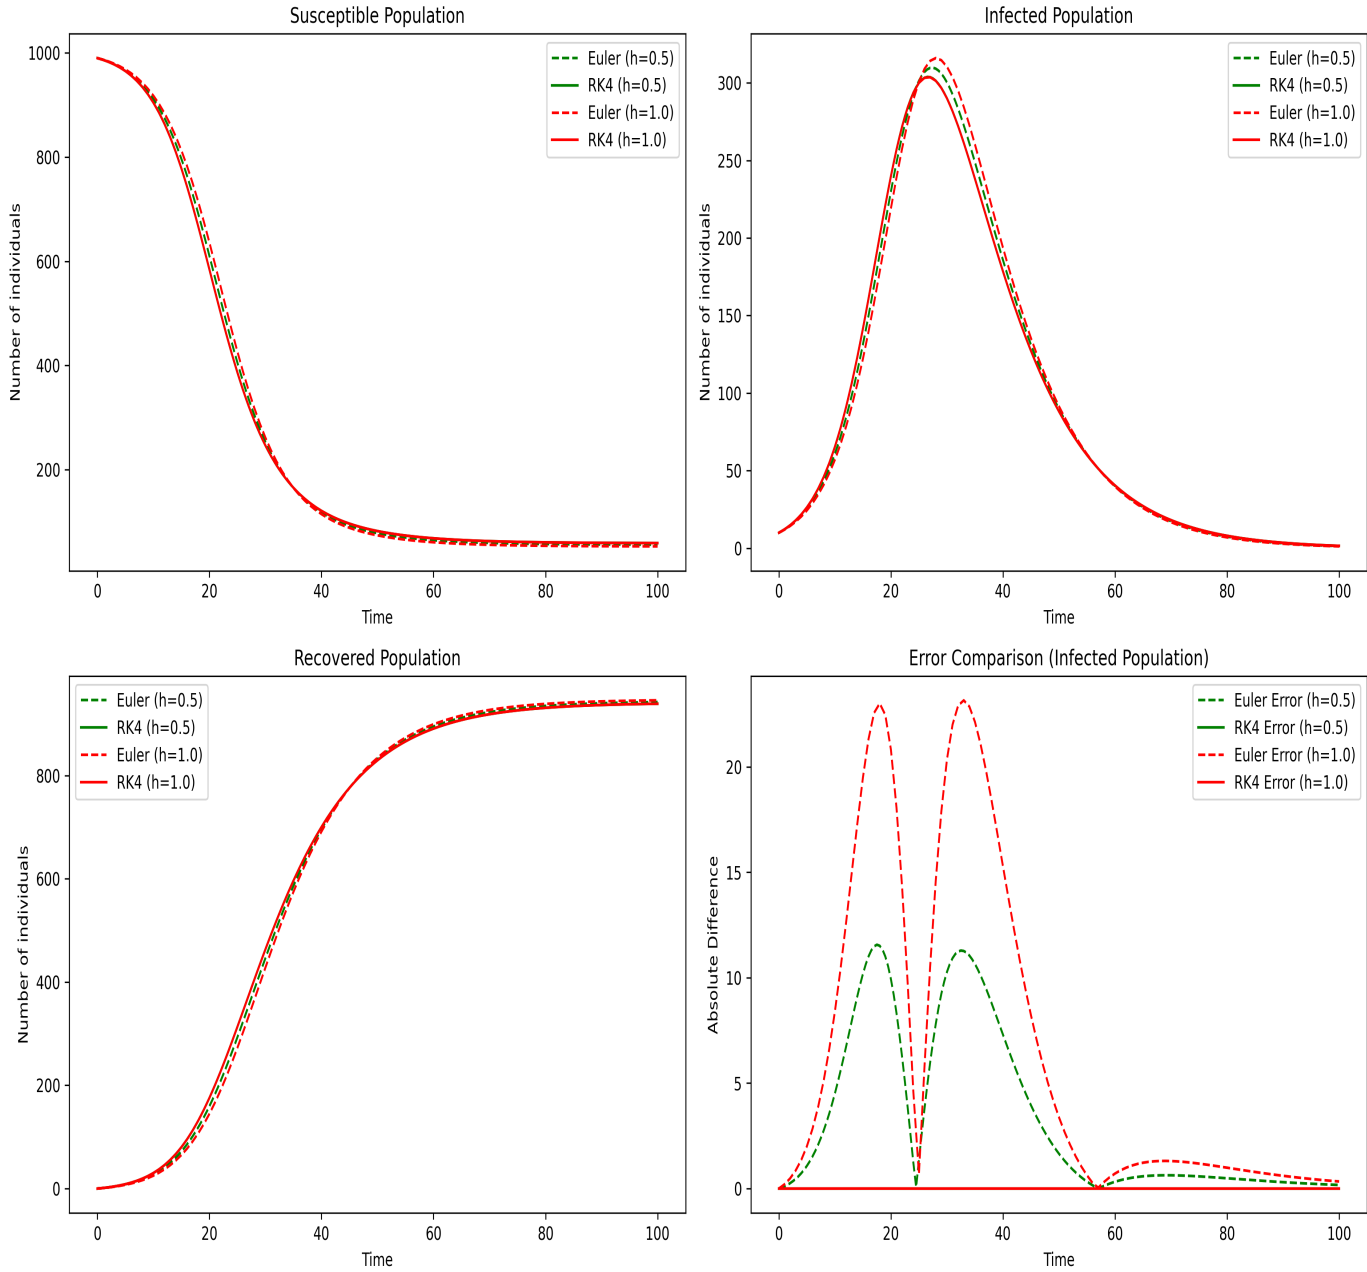 Susceptible Population
Number of individuals
1000
800
600
400
200
Euler (h=0.5)
RK4 (h=0.5)
Euler (h=1.0)
RK4 (h=1.0)
0 20 40 60 80 100
Time
Infected Population
Number of individuals
300
250
200
150
100
50
0
Euler (h=0.5)
RK4 (h=0.5)
Euler (h=1.0)
RK4 (h=1.0)
0 20 40 60 80 100
Time
Recovered Population
Number of individuals
800
600
400
200
0
Euler (h=0.5)
RK4 (h=0.5)
Euler (h=1.0)
RK4 (h=1.0)
0 20 40 60 80 100
Time
Error Comparison (Infected Population)
Absolute Difference
20
15
10
5
0
Euler Error (h=0.5)
RK4 Error (h=0.5)
Euler Error (h=1.0)
RK4 Error (h=1.0)
0 20 40 60 80 100
Time